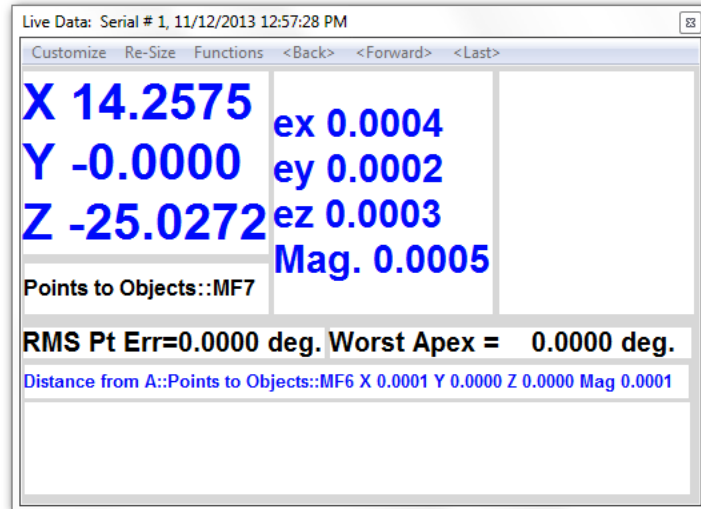 Live Data: Serial # 1, 11/12/2013 12:57:28 PM
Customize Re-Size Functions <Back> <Forward> <Last>
X 14.2575
Y -0.0000
Z -25.0272
ex 0.0004
ey 0.0002
ez 0.0003
Mag. 0.0005
Points to Objects::MF7
RMS Pt Err=0.0000 deg. Worst Apex = 0.0000 deg.
Distance from A::Points to Objects::MF6 X 0.0001 Y 0.0000 Z 0.0000 Mag 0.0001